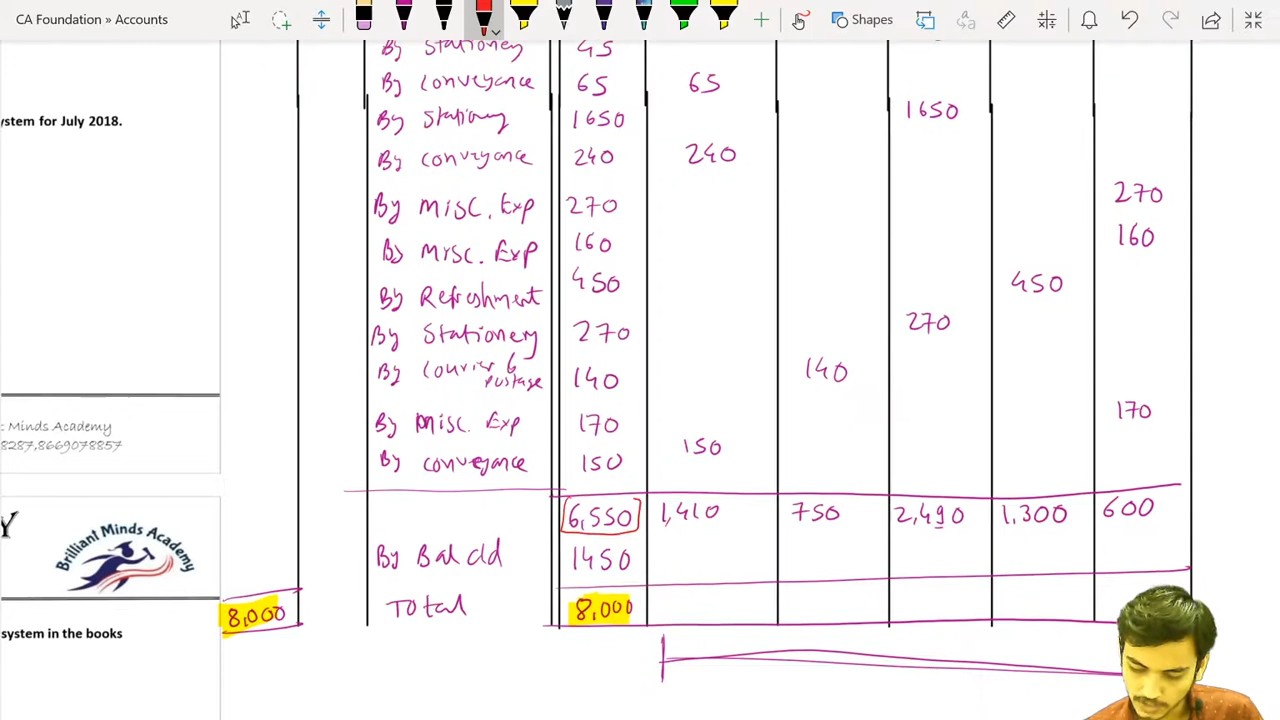 CA Foundation » Accounts
Shapes
By Stationery 45
By conveyance 65 65
ystem for July 2018.
By Stationery 1650 1650
By conveyance 240 240
By Misc. Exp 270 270
By Misc. Exp 160 160
By Refreshment 450 450
By Stationery 270 270
By Courier & Postage 140 140
By Misc. Exp 170 170
: Minds Academy
8287,8669078857
By conveyance 150 150
6,550 1,410 750 2,490 1,300 600
Y
Brilliant Minds Academy
By Bal c/d 1450
8,000 Total 8,000
system in the books